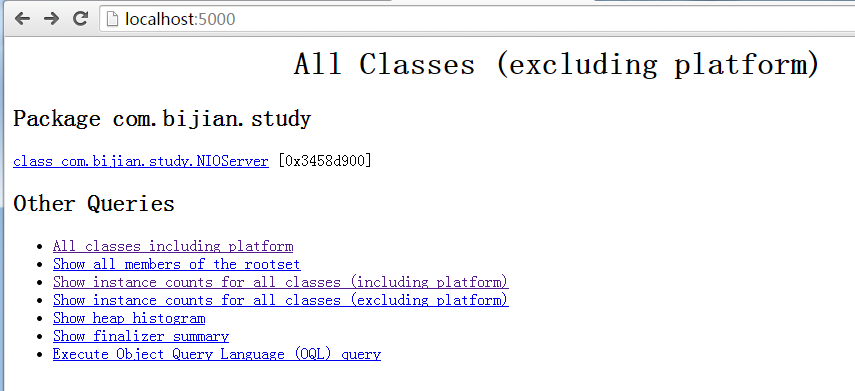 localhost:5000
All Classes (excluding platform)
Package com.bijian.study
class com.bijian.study.NIOServer [0x3458d900]
Other Queries
All classes including platform
Show all members of the rootset
Show instance counts for all classes (including platform)
Show instance counts for all classes (excluding platform)
Show heap histogram
Show finalizer summary
Execute Object Query Language (OQL) query